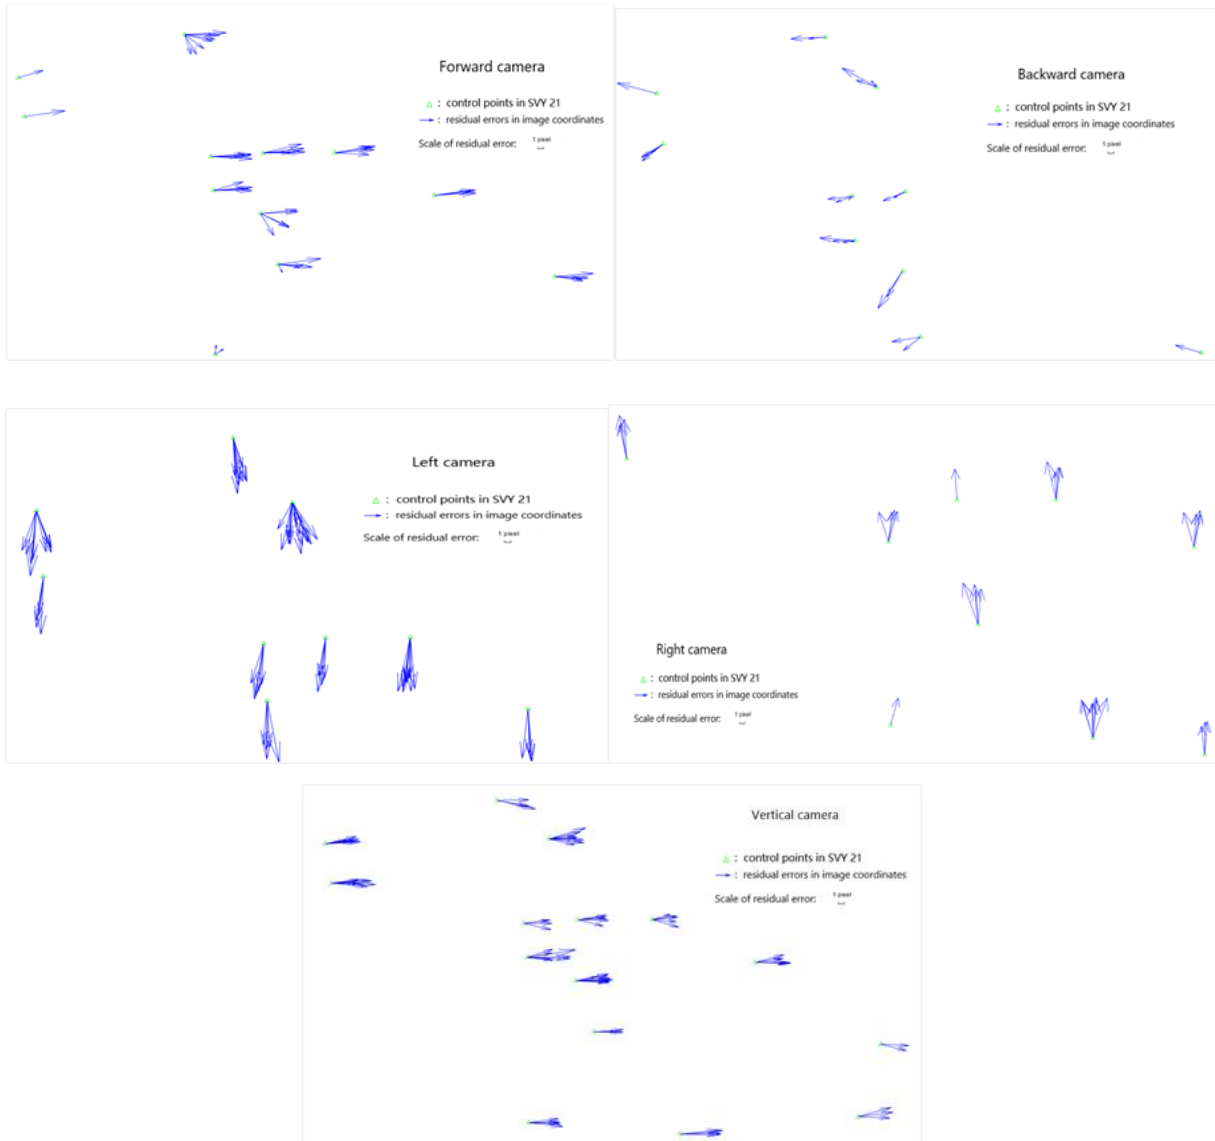 Forward camera
: control points in SVY 21
: residual errors in image coordinates
Scale of residual error: 1 pixel
Backward camera
: control points in SVY 21
: residual errors in image coordinates
Scale of residual error: 1 pixel
Left camera
: control points in SVY 21
: residual errors in image coordinates
Scale of residual error: 1 pixel
Right camera
: control points in SVY 21
: residual errors in image coordinates
Scale of residual error: 1 pixel
Vertical camera
: control points in SVY 21
: residual errors in image coordinates
Scale of residual error: 1 pixel